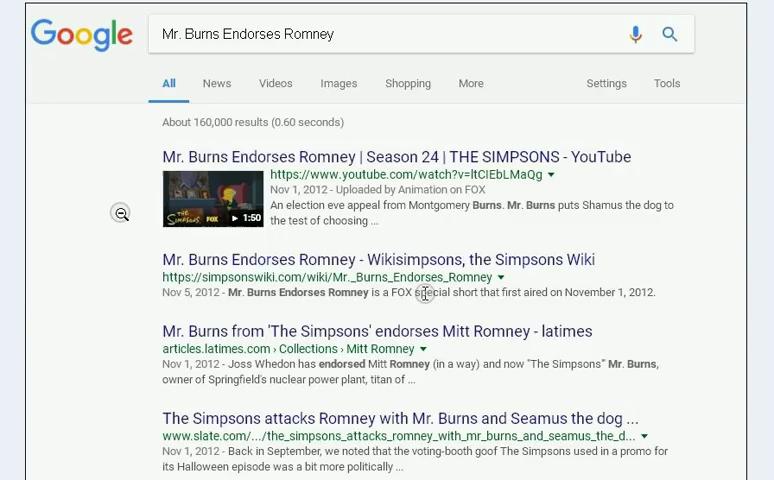 Google
Mr. Burns Endorses Romney
All News Videos Images Shopping More Settings Tools
About 160,000 results (0.60 seconds)
Mr. Burns Endorses Romney | Season 24 | THE SIMPSONS - YouTube
https://www.youtube.com/watch?v=ltCIEbLMaQg
Nov 1, 2012 - Uploaded by Animation on FOX
An election eve appeal from Montgomery Burns. Mr. Burns puts Shamus the dog to
the test of choosing ...
THE Simpsons FOX 1:50
Mr. Burns Endorses Romney - Wikisimpsons, the Simpsons Wiki
https://simpsonswiki.com/wiki/Mr._Burns_Endorses_Romney
Nov 5, 2012 - Mr. Burns Endorses Romney is a FOX special short that first aired on November 1, 2012.
Mr. Burns from 'The Simpsons' endorses Mitt Romney - latimes
articles.latimes.com › Collections › Mitt Romney
Nov 1, 2012 - Joss Whedon has endorsed Mitt Romney (in a way) and now "The Simpsons" Mr. Burns,
owner of Springfield's nuclear power plant, titan of ...
The Simpsons attacks Romney with Mr. Burns and Seamus the dog ...
www.slate.com/.../the_simpsons_attacks_romney_with_mr_burns_and_seamus_the_d...
Nov 1, 2012 - Back in September, we noted that the voting-booth goof The Simpsons used in a promo for
its Halloween episode was a bit more politically ...